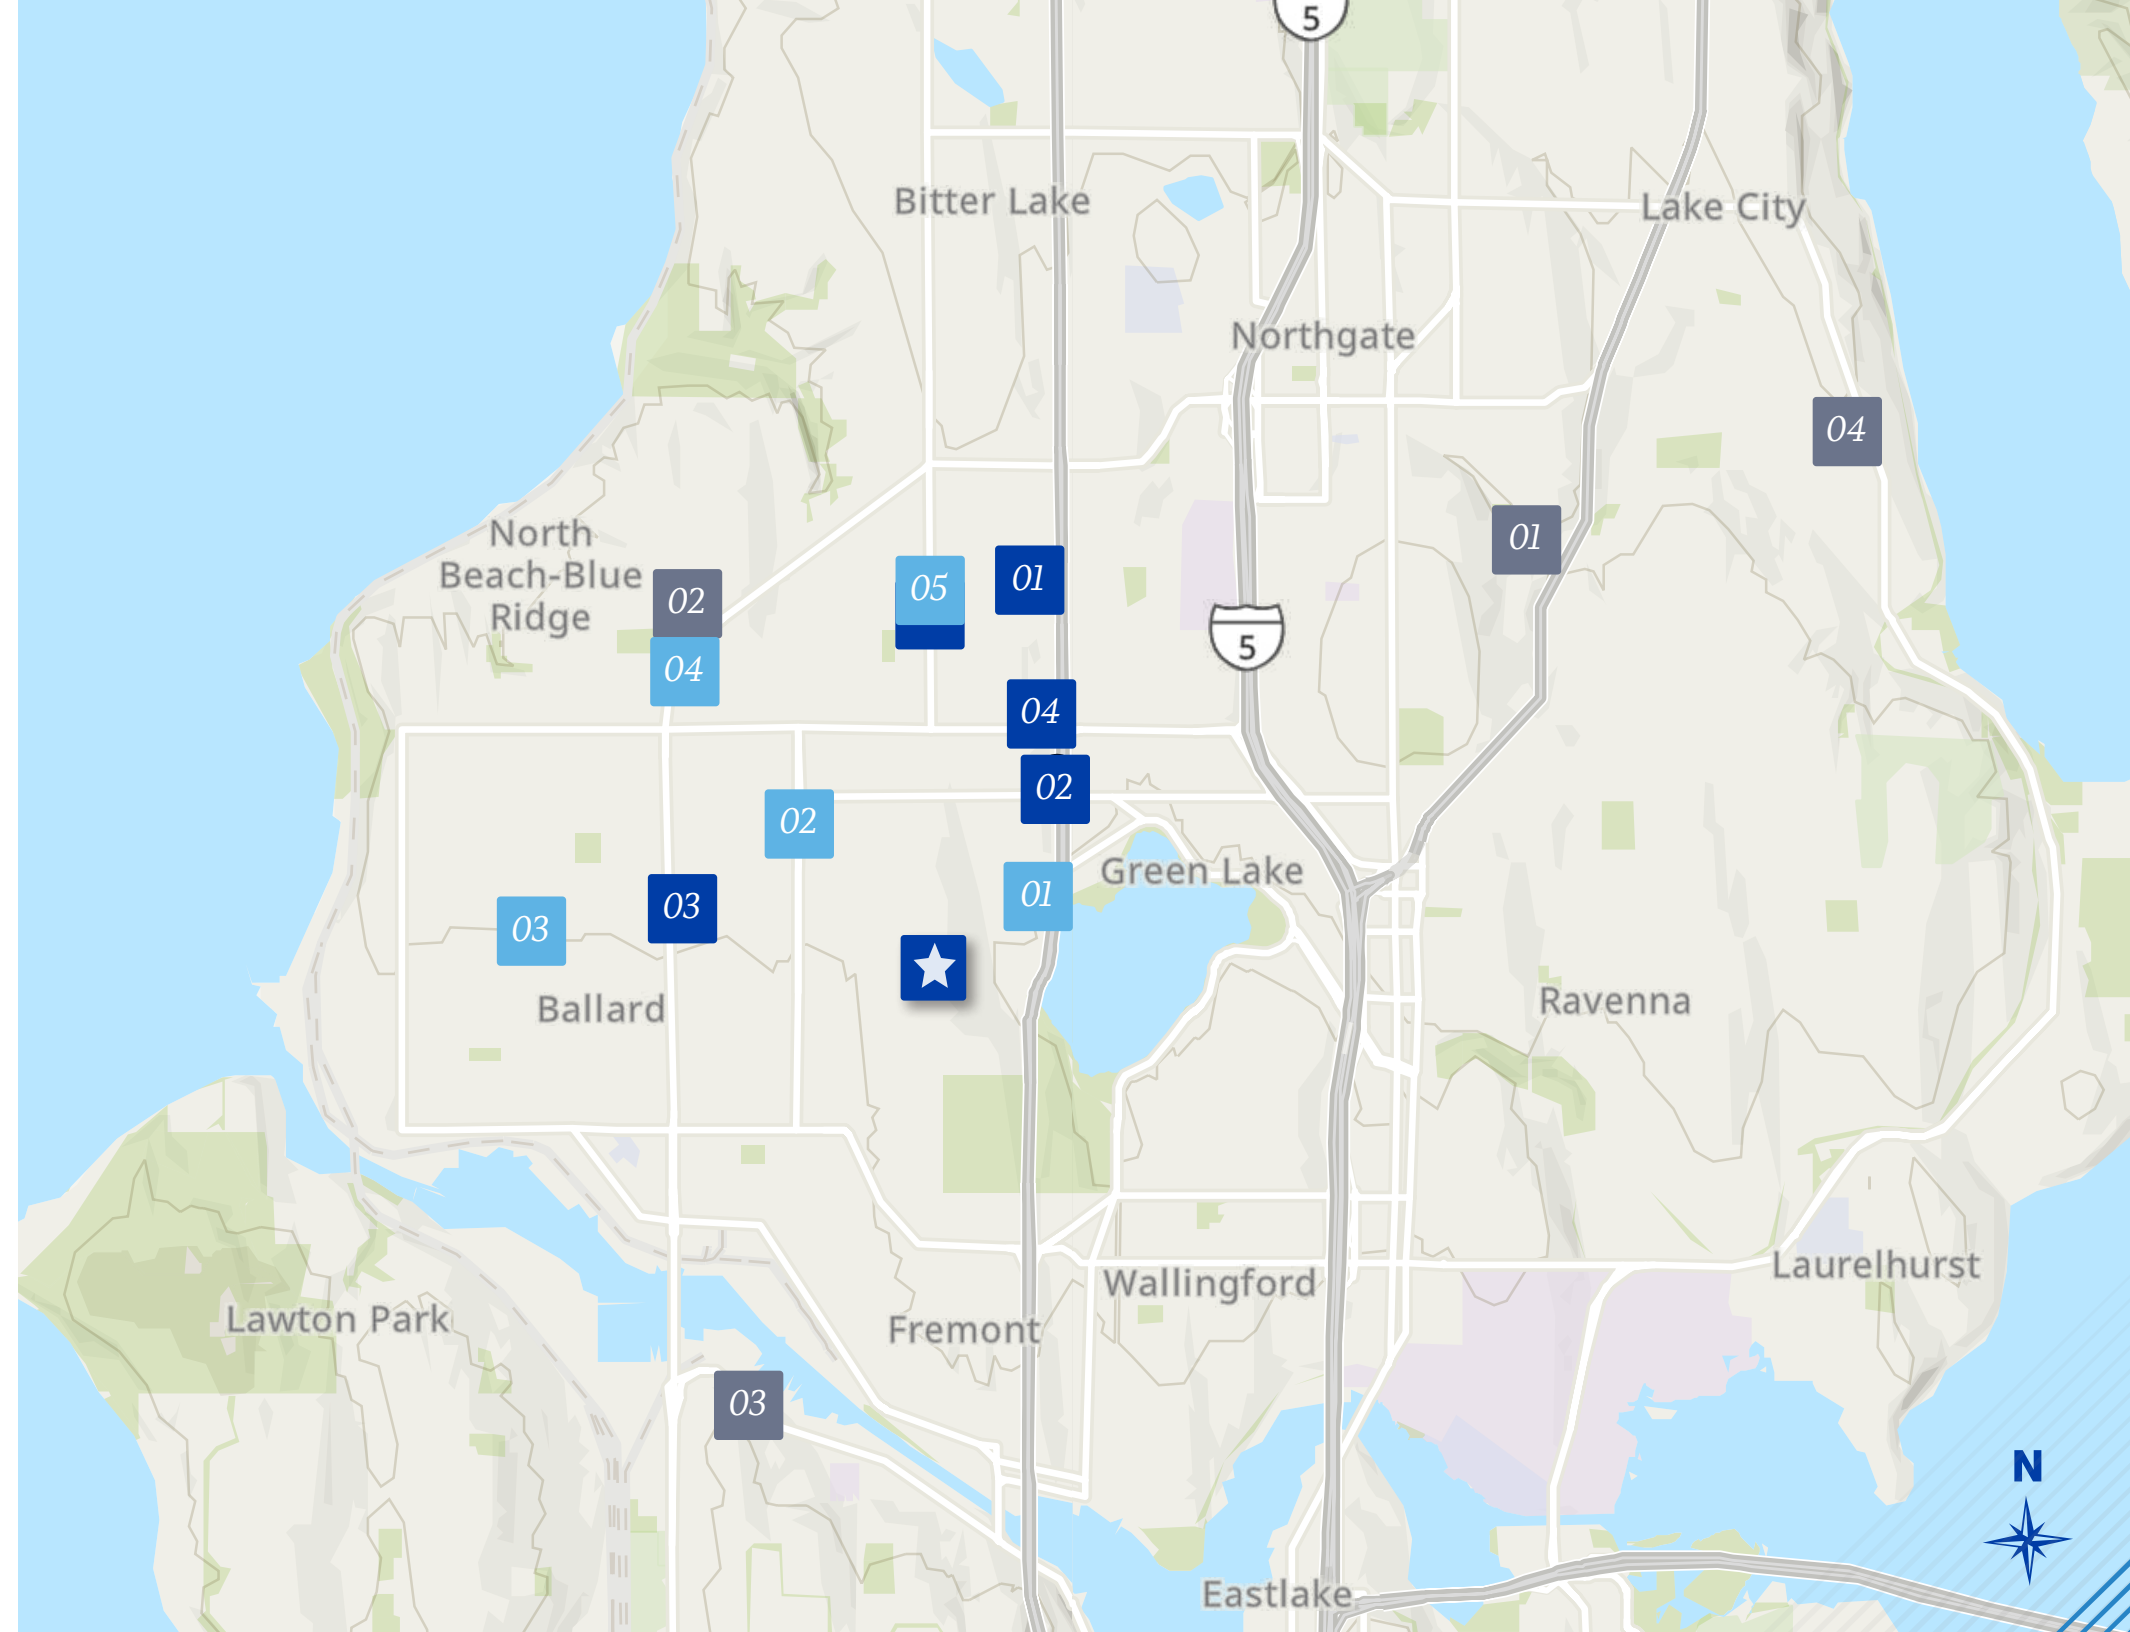 5
Bitter Lake
Lake City
Northgate
04
North
Beach-Blue
Ridge
01
02
05
01
5
04
04
02
02
Green Lake
01
03
03
Ballard
Ravenna
Laurelhurst
Wallingford
Lawton Park
Fremont
03
N
Eastlake